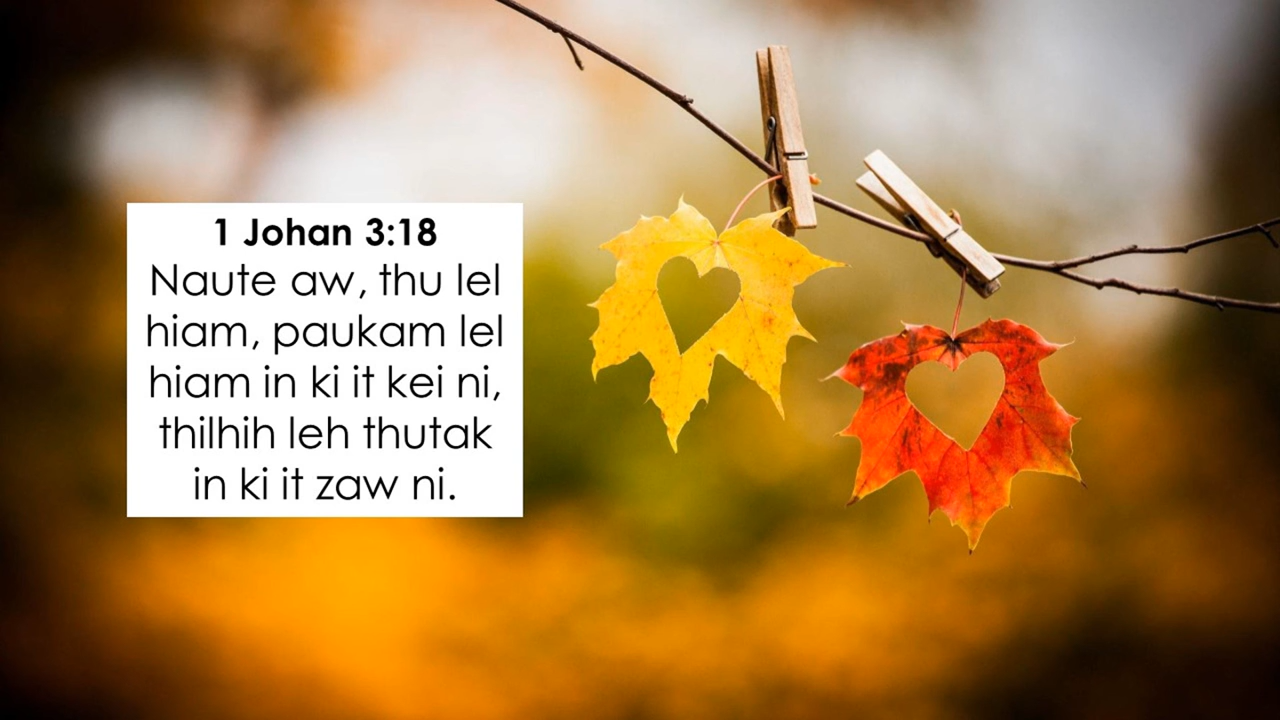 1 Johan 3:18
Naute aw, thu lel
hiam, paukam lel
hiam in ki it kei ni,
thilhih leh thutak
in ki it zaw ni.